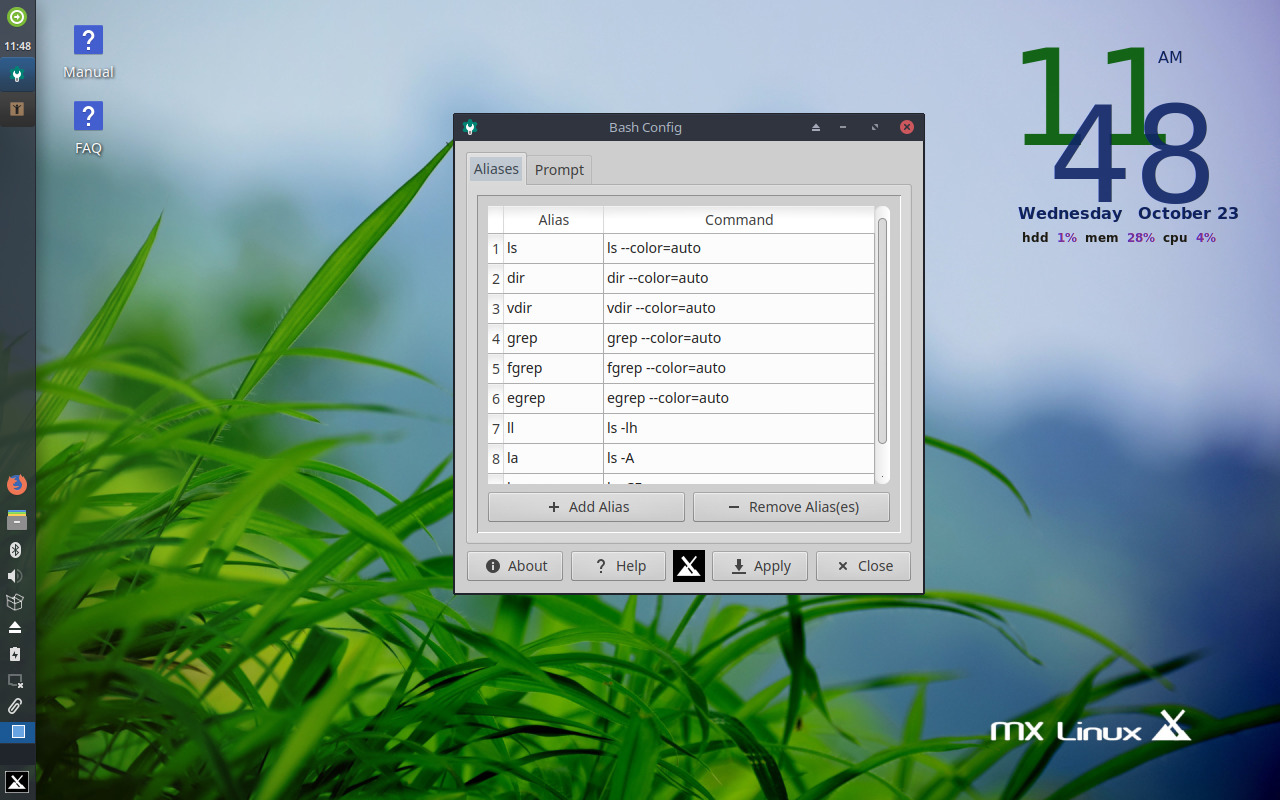 11:48
Manual
FAQ
Bash Config
Aliases Prompt
Alias Command
1 ls ls --color=auto
2 dir dir --color=auto
3 vdir vdir --color=auto
4 grep grep --color=auto
5 fgrep fgrep --color=auto
6 egrep egrep --color=auto
7 ll ls -lh
8 la ls -A
+ Add Alias − Remove Alias(es)
About ? Help Apply Close
11 AM
48
Wednesday October 23
hdd 1% mem 28% cpu 4%
MX Linux